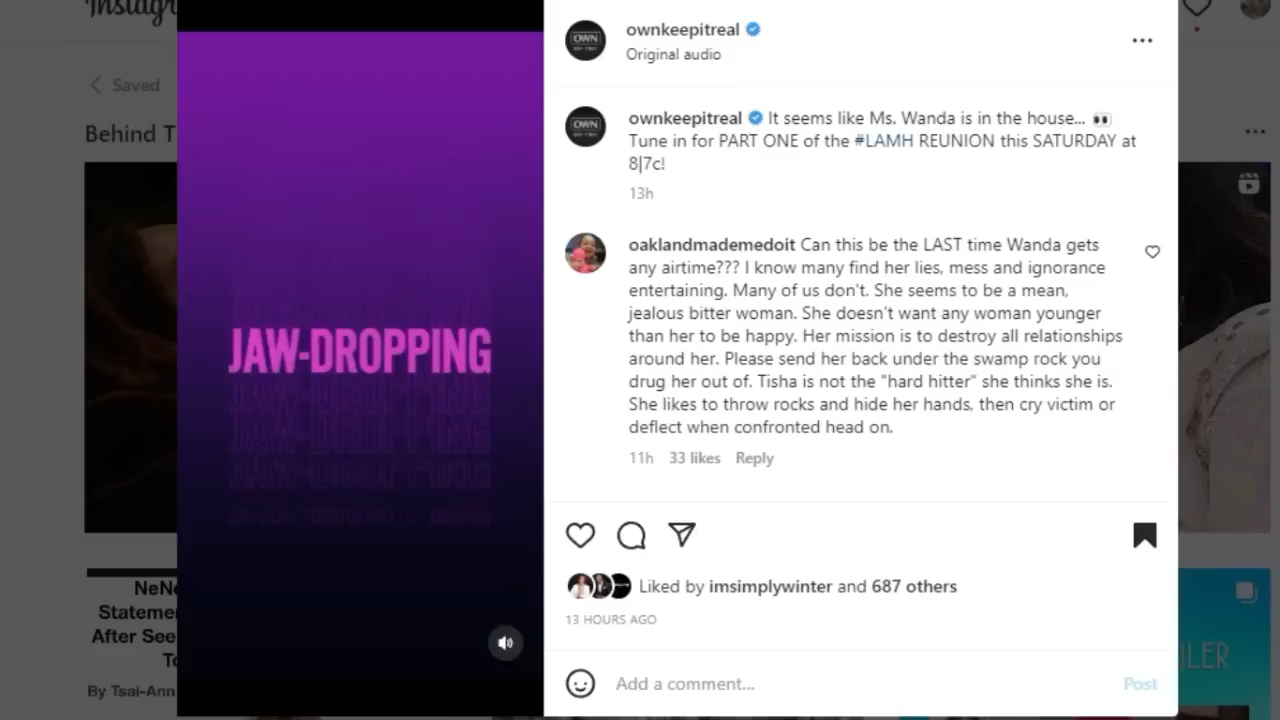 Saved
Behind T
NeNe
Statemen
After See
To
By Tsai-Ann
JAW-DROPPING
OWN
ownkeepitreal
Original audio
OWN
ownkeepitreal It seems like Ms. Wanda is in the house... 👀
Tune in for PART ONE of the #LAMH REUNION this SATURDAY at
8|7c!
13h
oaklandmademedoit Can this be the LAST time Wanda gets
any airtime??? I know many find her lies, mess and ignorance
entertaining. Many of us don't. She seems to be a mean,
jealous bitter woman. She doesn't want any woman younger
than her to be happy. Her mission is to destroy all relationships
around her. Please send her back under the swamp rock you
drug her out of. Tisha is not the "hard hitter" she thinks she is.
She likes to throw rocks and hide her hands, then cry victim or
deflect when confronted head on.
11h 33 likes Reply
Liked by imsimplywinter and 687 others
13 HOURS AGO
Add a comment... Post
LER